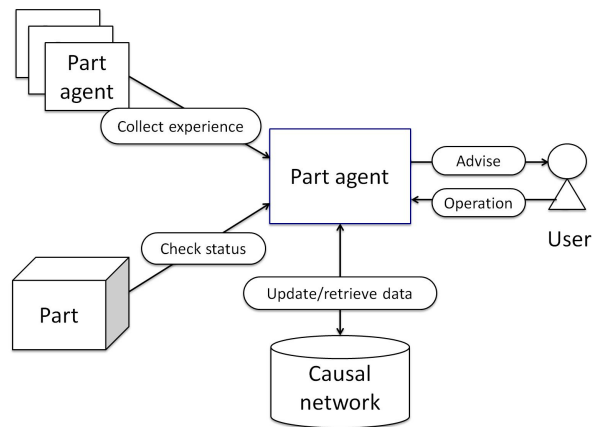 Part
agent
Collect experience
Part agent
Advise
Operation
User
Check status
Part
Update/retrieve data
Causal
network